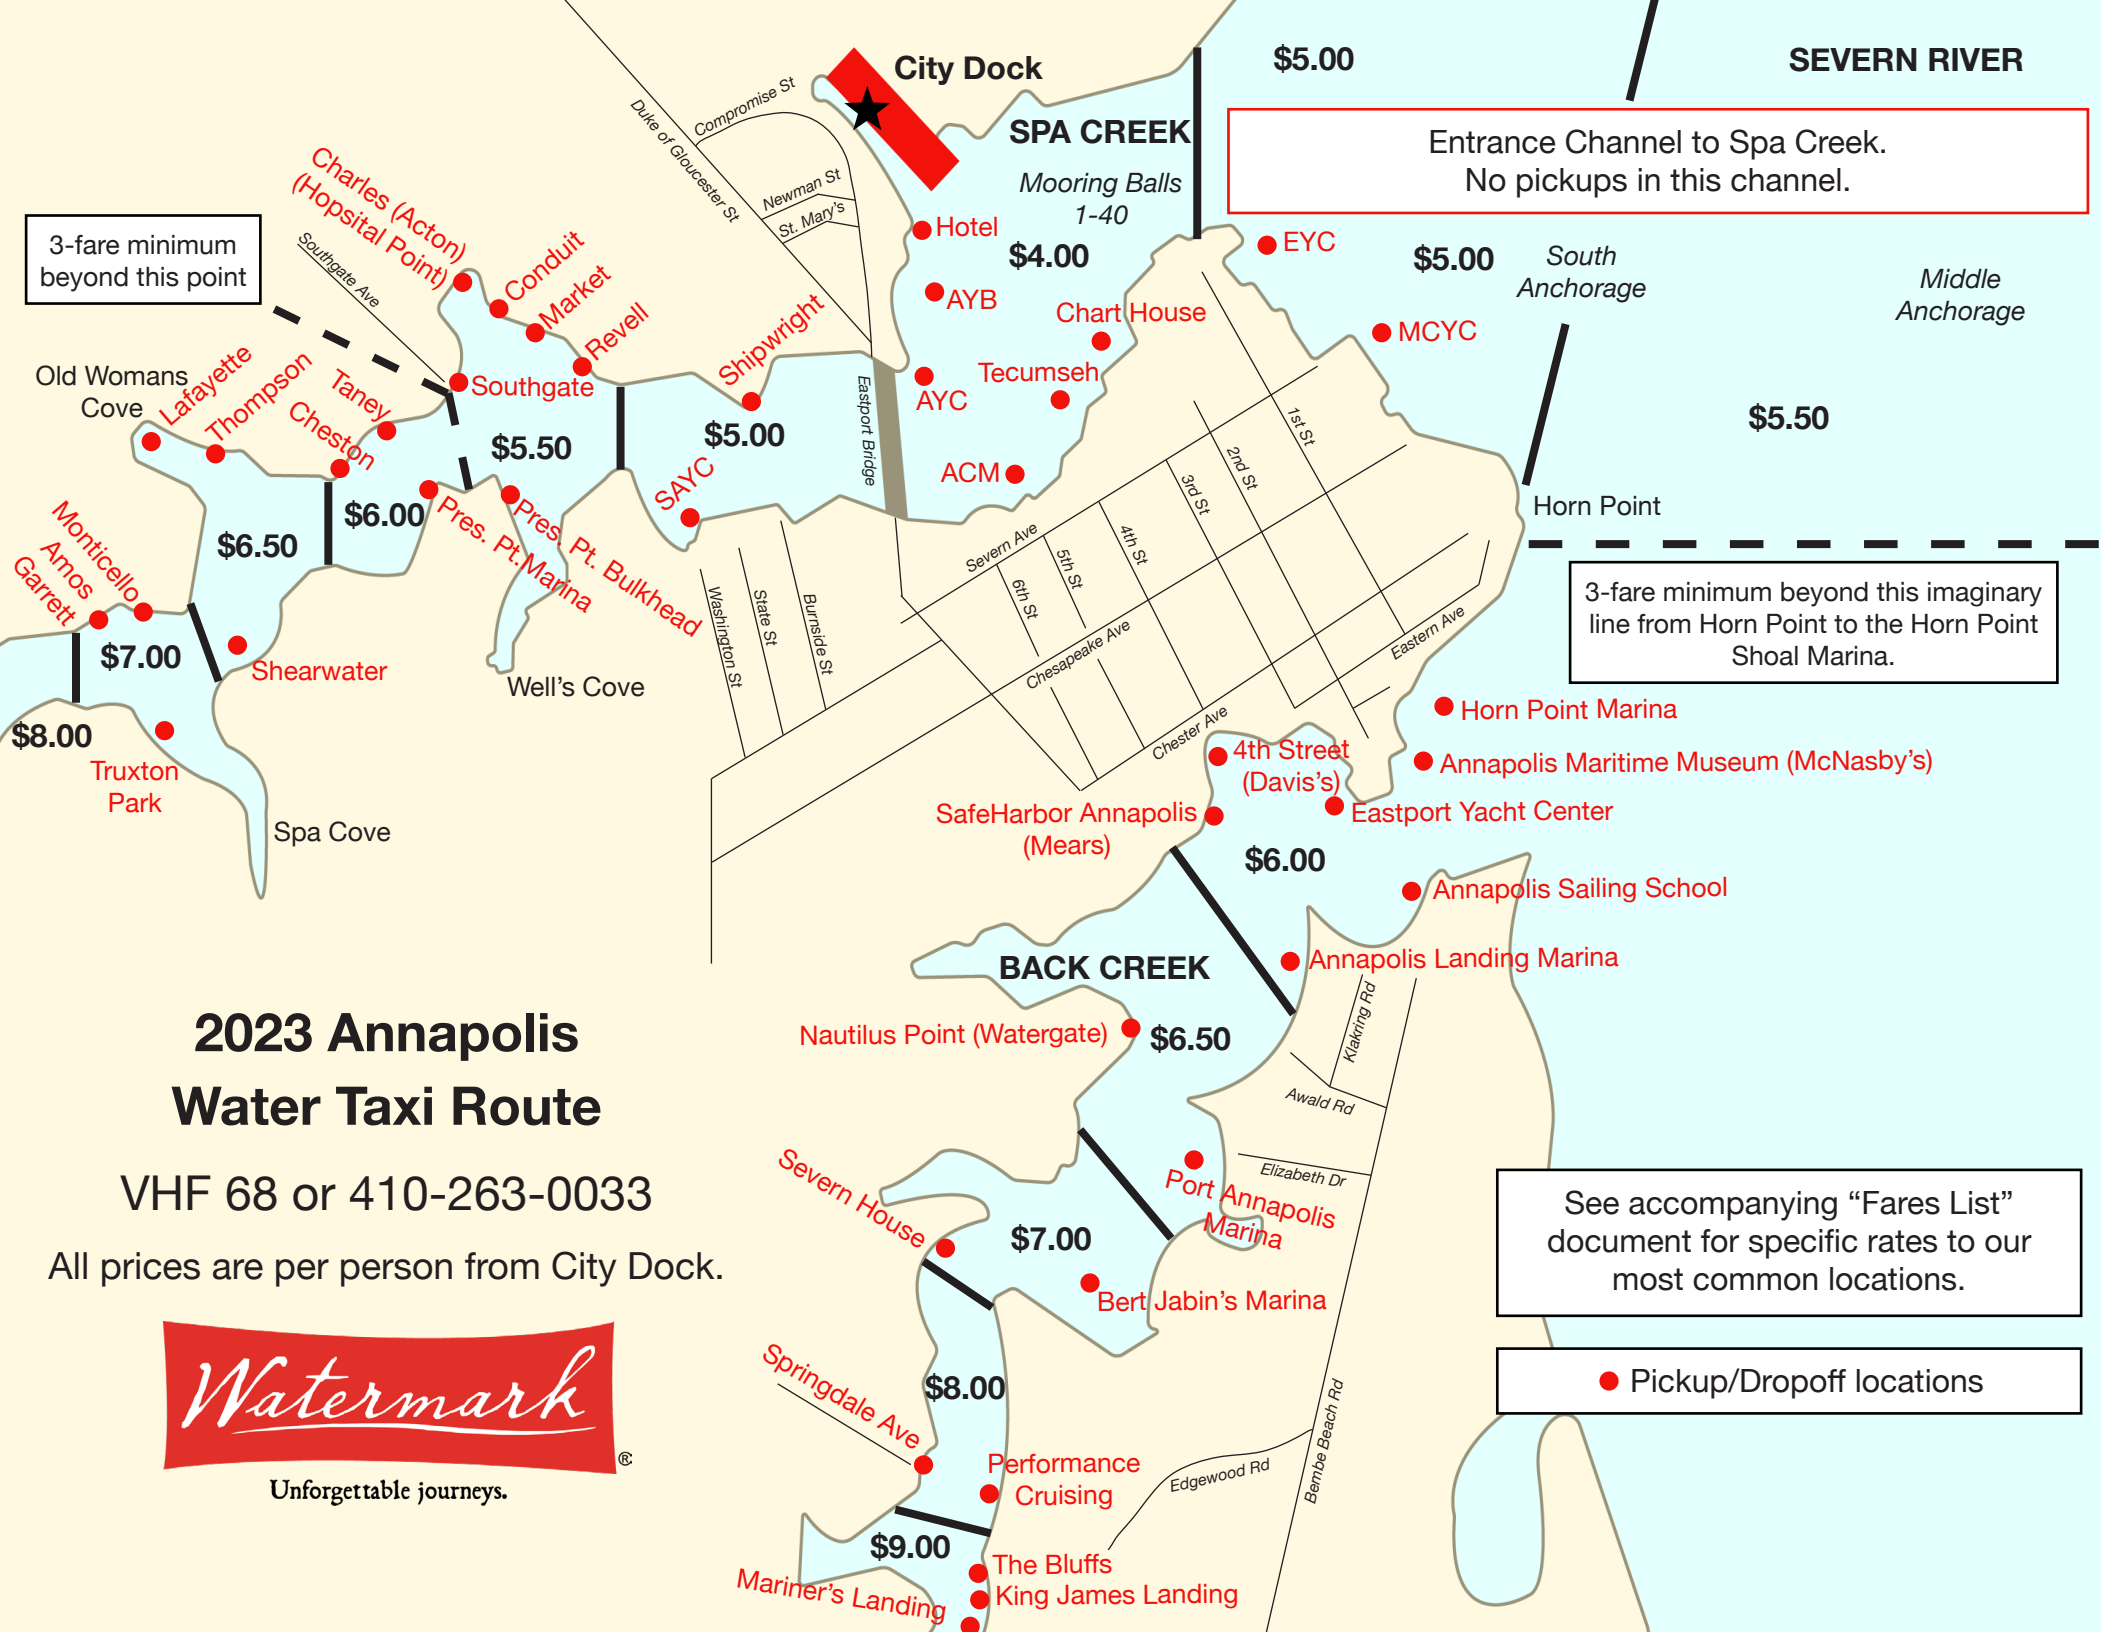 City Dock
$5.00
SEVERN RIVER
Entrance Channel to Spa Creek.
No pickups in this channel.
SPA CREEK
Mooring Balls
1-40
$4.00
Compromise St
Duke of Gloucester St
Newman St
St. Mary's
Hotel
AYB
AYC
Chart House
Tecumseh
ACM
EYC
$5.00
South
Anchorage
Middle
Anchorage
MCYC
$5.50
Horn Point
3-fare minimum beyond this imaginary
line from Horn Point to the Horn Point
Shoal Marina.
3-fare minimum
beyond this point
Southgate Ave
Charles (Acton)
(Hopsital Point)
Conduit
Market
Revell
Southgate
Shipwright
$5.50
$5.00
SAYC
Eastport Bridge
Old Womans
Cove
Lafayette
Thompson
Taney
Cheston
$6.00
Pres. Pt.Marina
Pres. Pt. Bulkhead
$6.50
Monticello
Amos
Garrett
$7.00
Shearwater
$8.00
Truxton
Park
Spa Cove
Well's Cove
Washington St
State St
Burnside St
Severn Ave
6th St
5th St
4th St
3rd St
2nd St
1st St
Chesapeake Ave
Chester Ave
Eastern Ave
Horn Point Marina
Annapolis Maritime Museum (McNasby's)
4th Street
(Davis's)
Eastport Yacht Center
SafeHarbor Annapolis
(Mears)
$6.00
Annapolis Sailing School
Annapolis Landing Marina
BACK CREEK
Nautilus Point (Watergate)
$6.50
Klakring Rd
Awald Rd
Elizabeth Dr
Port Annapolis
Marina
Severn House
$7.00
Bert Jabin's Marina
Springdale Ave
$8.00
Performance
Cruising
Edgewood Rd
Bembe Beach Rd
$9.00
The Bluffs
King James Landing
Mariner's Landing
2023 Annapolis
Water Taxi Route
VHF 68 or 410-263-0033
All prices are per person from City Dock.
Watermark
®
Unforgettable journeys.
See accompanying “Fares List”
document for specific rates to our
most common locations.
Pickup/Dropoff locations